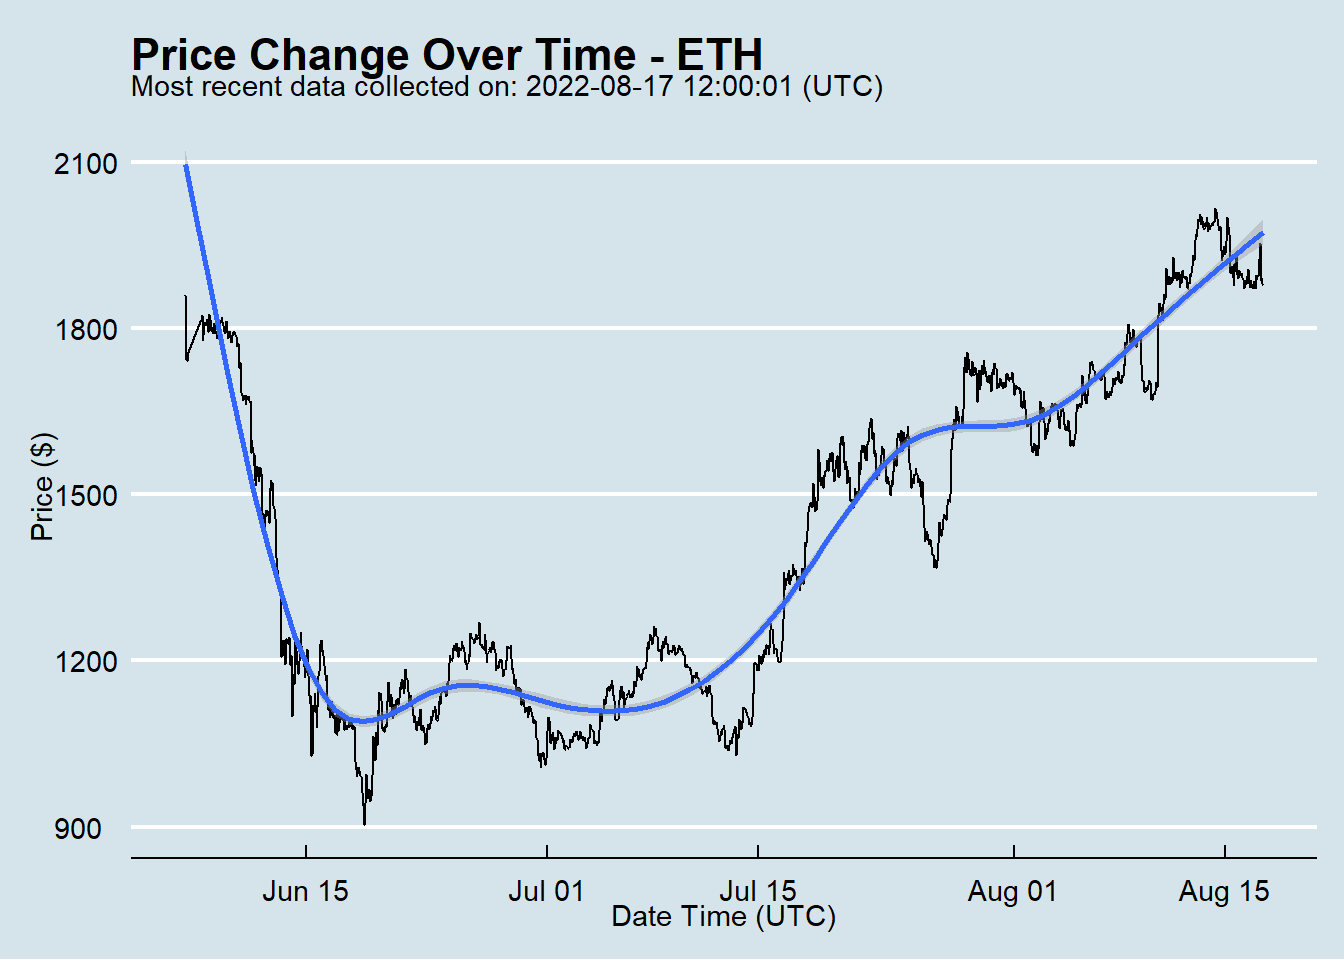 Price Change Over Time - ETH
Most recent data collected on: 2022-08-17 12:00:01 (UTC)
2100
1800
1500
1200
900
Price ($)
Jun 15
Jul 01
Jul 15
Aug 01
Aug 15
Date Time (UTC)